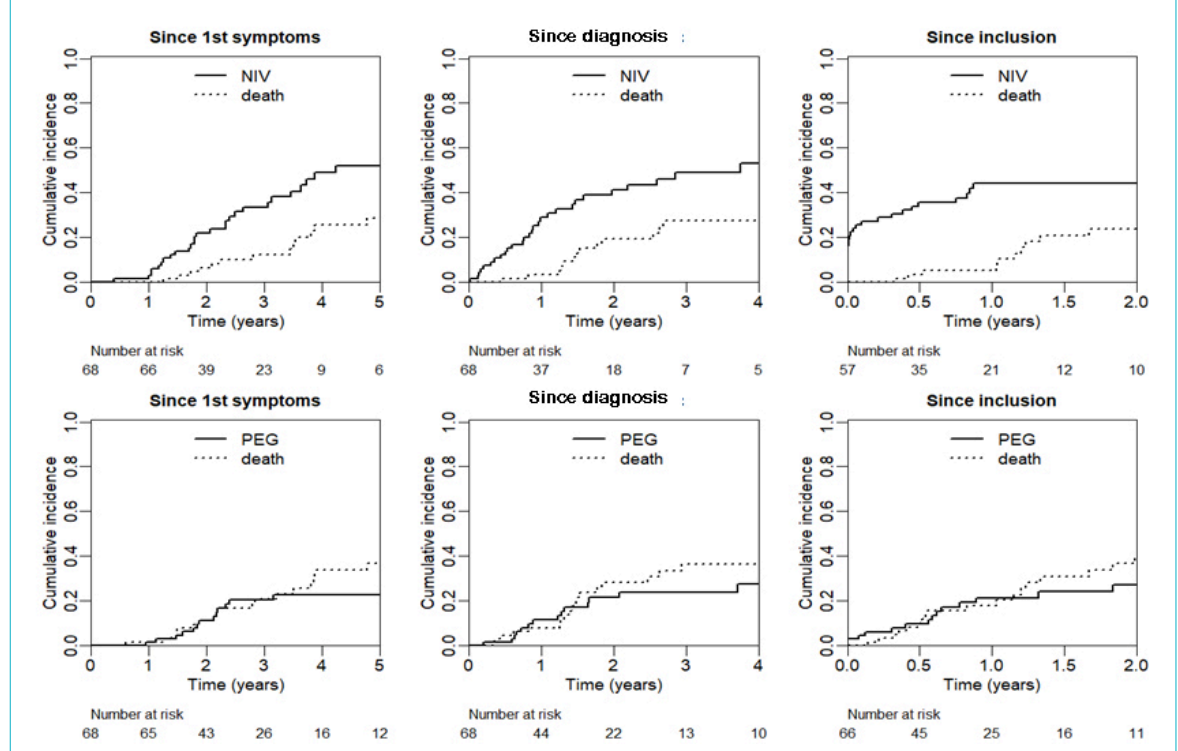 Since 1st symptoms
Cumulative incidence
0.0 0.2 0.4 0.6 0.8 1.0
NIV
death
0 1 2 3 4 5
Time (years)
Number at risk
68 66 39 23 9 6
Since diagnosis :
Cumulative incidence
0.0 0.2 0.4 0.6 0.8 1.0
NIV
death
0 1 2 3 4
Time (years)
Number at risk
68 37 18 7 5
Since inclusion
Cumulative incidence
0.0 0.2 0.4 0.6 0.8 1.0
NIV
death
0.0 0.5 1.0 1.5 2.0
Time (years)
Number at risk
57 35 21 12 10
Since 1st symptoms
Cumulative incidence
0.0 0.2 0.4 0.6 0.8 1.0
PEG
death
0 1 2 3 4 5
Time (years)
Number at risk
68 65 43 26 16 12
Since diagnosis :
Cumulative incidence
0.0 0.2 0.4 0.6 0.8 1.0
PEG
death
0 1 2 3 4
Time (years)
Number at risk
68 44 22 13 10
Since inclusion
Cumulative incidence
0.0 0.2 0.4 0.6 0.8 1.0
PEG
death
0.0 0.5 1.0 1.5 2.0
Time (years)
Number at risk
66 45 25 16 11